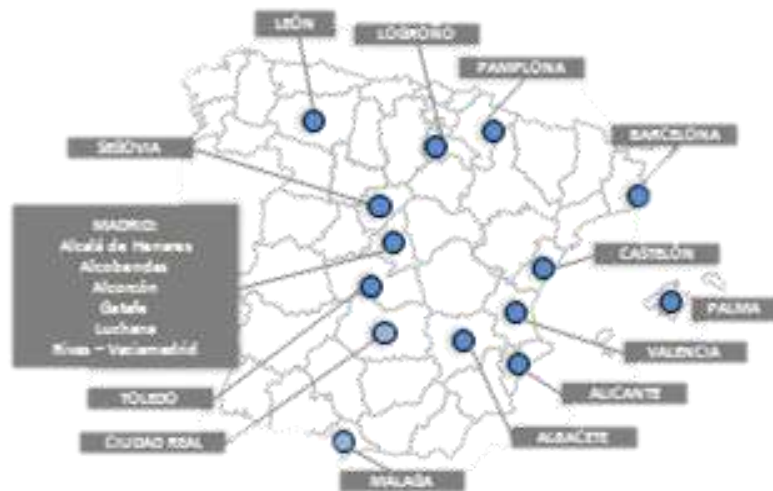 LEÓN
LOGROÑO
PAMPLONA
BARCELONA
SEGOVIA
MADRID:
Alcalá de Henares
Alcobendas
Alcorcón
Getafe
Luchana
Rivas – Vaciamadrid
CASTELÓN
PALMA
VALENCIA
TOLEDO
ALICANTE
CIUDAD REAL
ALBACETE
MÁLAGA